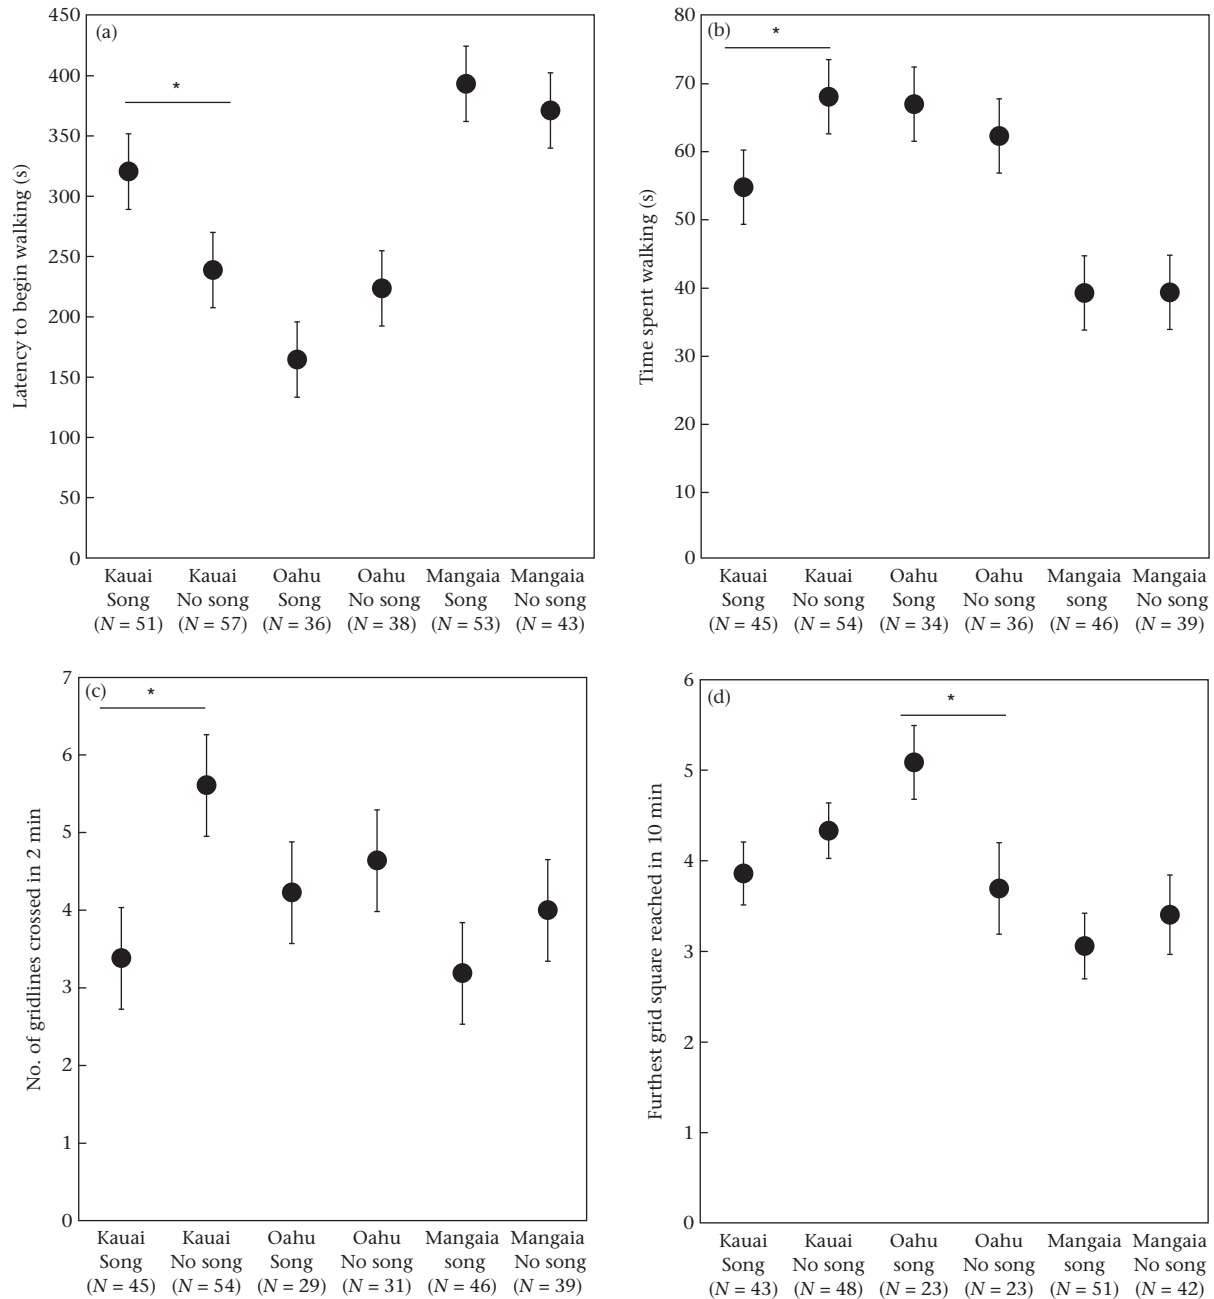 (a)
*
450
400
350
300
250
200
150
100
50
0
Latency to begin walking (s)
Kauai Kauai Oahu Oahu Mangaia Mangaia
Song No song Song No song Song No song
(N = 51) (N = 57) (N = 36) (N = 38) (N = 53) (N = 43)
(b)
*
80
70
60
50
40
30
20
10
0
Time spent walking (s)
Kauai Kauai Oahu Oahu Mangaia Mangaia
Song No song Song No song song No song
(N = 45) (N = 54) (N = 34) (N = 36) (N = 46) (N = 39)
(c)
*
7
6
5
4
3
2
1
0
No. of gridlines crossed in 2 min
Kauai Kauai Oahu Oahu Mangaia Mangaia
Song No song Song No song song No song
(N = 45) (N = 54) (N = 29) (N = 31) (N = 46) (N = 39)
(d)
*
6
5
4
3
2
1
0
Furthest grid square reached in 10 min
Kauai Kauai Oahu Oahu Mangaia Mangaia
Song No song Song No song song No song
(N = 43) (N = 48) (N = 23) (N = 23) (N = 51) (N = 42)